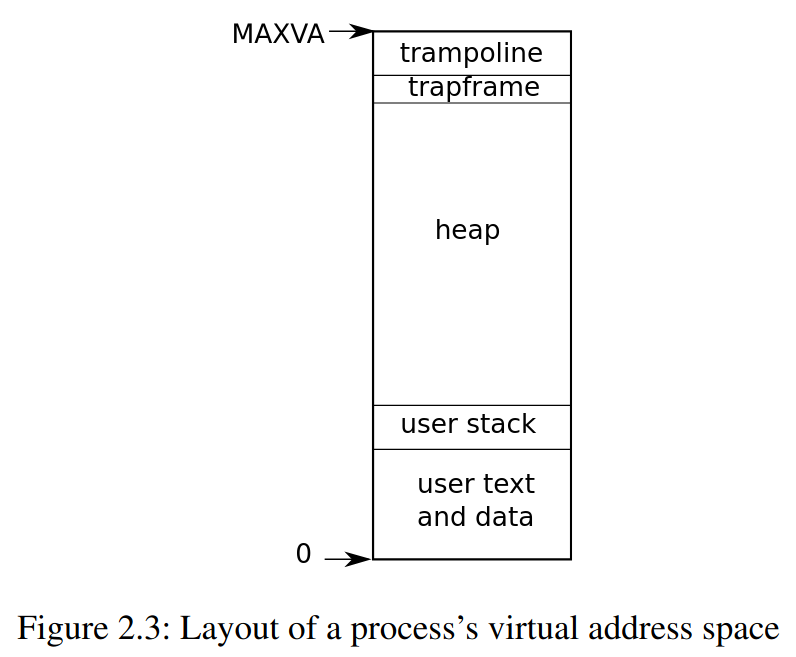 MAXVA
trampoline
trapframe
heap
user stack
user text
and data
0
Figure 2.3: Layout of a process’s virtual address space